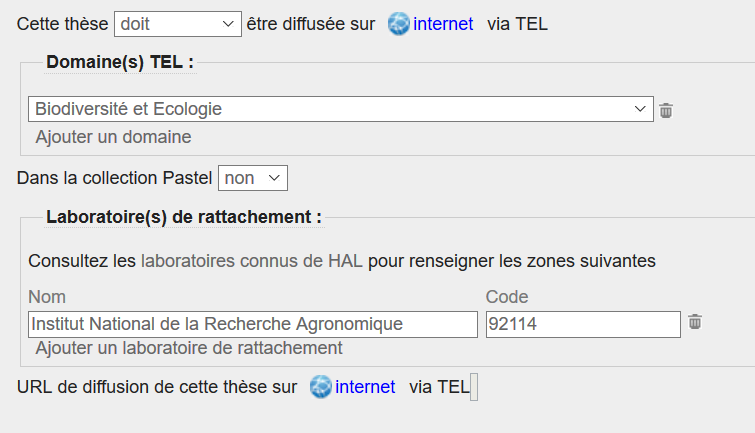 Cette thèse doit être diffusée sur internet via TEL
Domaine(s) TEL :
Biodiversité et Ecologie
Ajouter un domaine
Dans la collection Pastel non
Laboratoire(s) de rattachement :
Consultez les laboratoires connus de HAL pour renseigner les zones suivantes
Nom Code
Institut National de la Recherche Agronomique 92114
Ajouter un laboratoire de rattachement
URL de diffusion de cette thèse sur internet via TEL